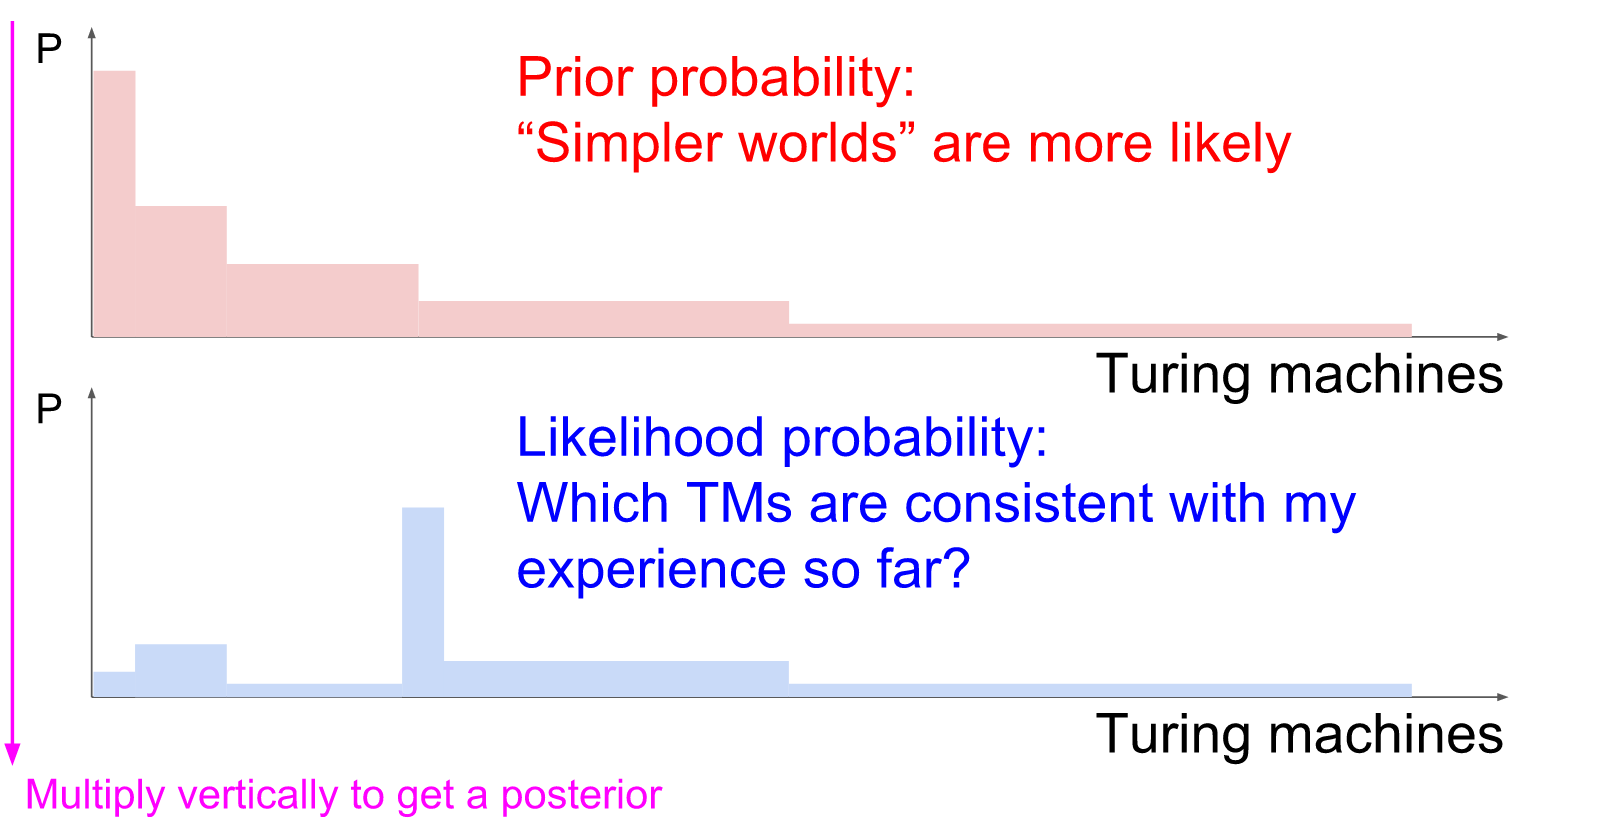 P
Prior probability:
“Simpler worlds” are more likely
Turing machines
P
Likelihood probability:
Which TMs are consistent with my
experience so far?
Turing machines
Multiply vertically to get a posterior